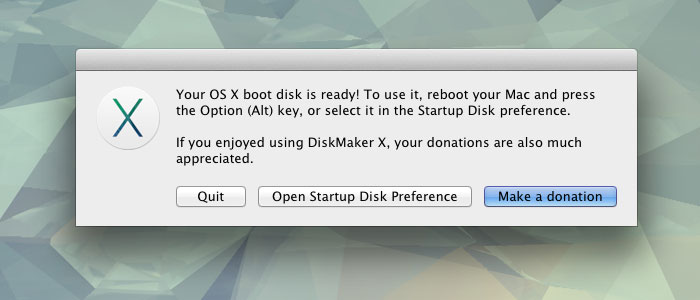 Your OS X boot disk is ready! To use it, reboot your Mac and press
the Option (Alt) key, or select it in the Startup Disk preference.
If you enjoyed using DiskMaker X, your donations are also much
appreciated.
Quit Open Startup Disk Preference Make a donation